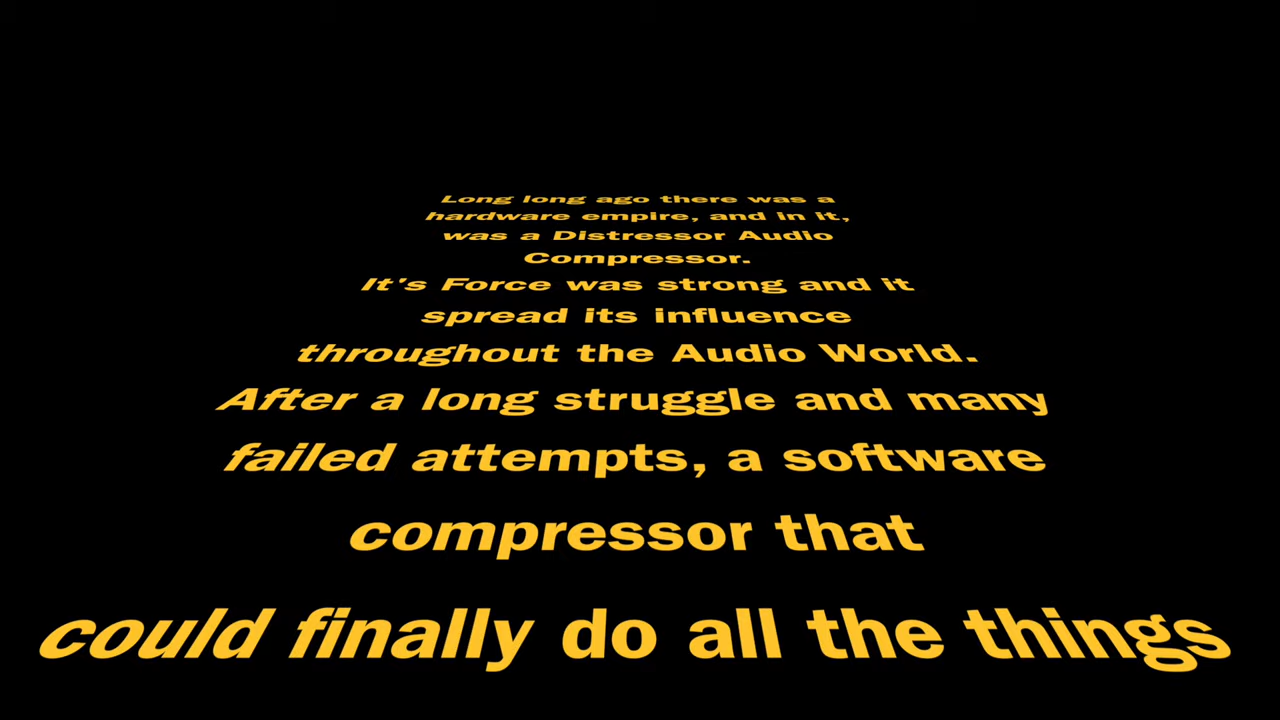 Long long ago there was a
hardware empire, and in it,
was a Distressor Audio
Compressor.
It's Force was strong and it
spread its influence
throughout the Audio World.
After a long struggle and many
failed attempts, a software
compressor that
could finally do all the things